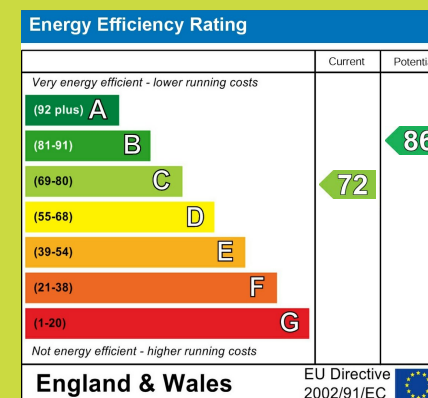 Energy Efficiency Rating
Current
Very energy efficient - lower running costs
(92 plus) A
(81-91) B
86
(69-80) C
72
(55-68) D
(39-54) E
(21-38) F
(1-20) G
Not energy efficient - higher running costs
England & Wales
EU Directive
2002/91/EC